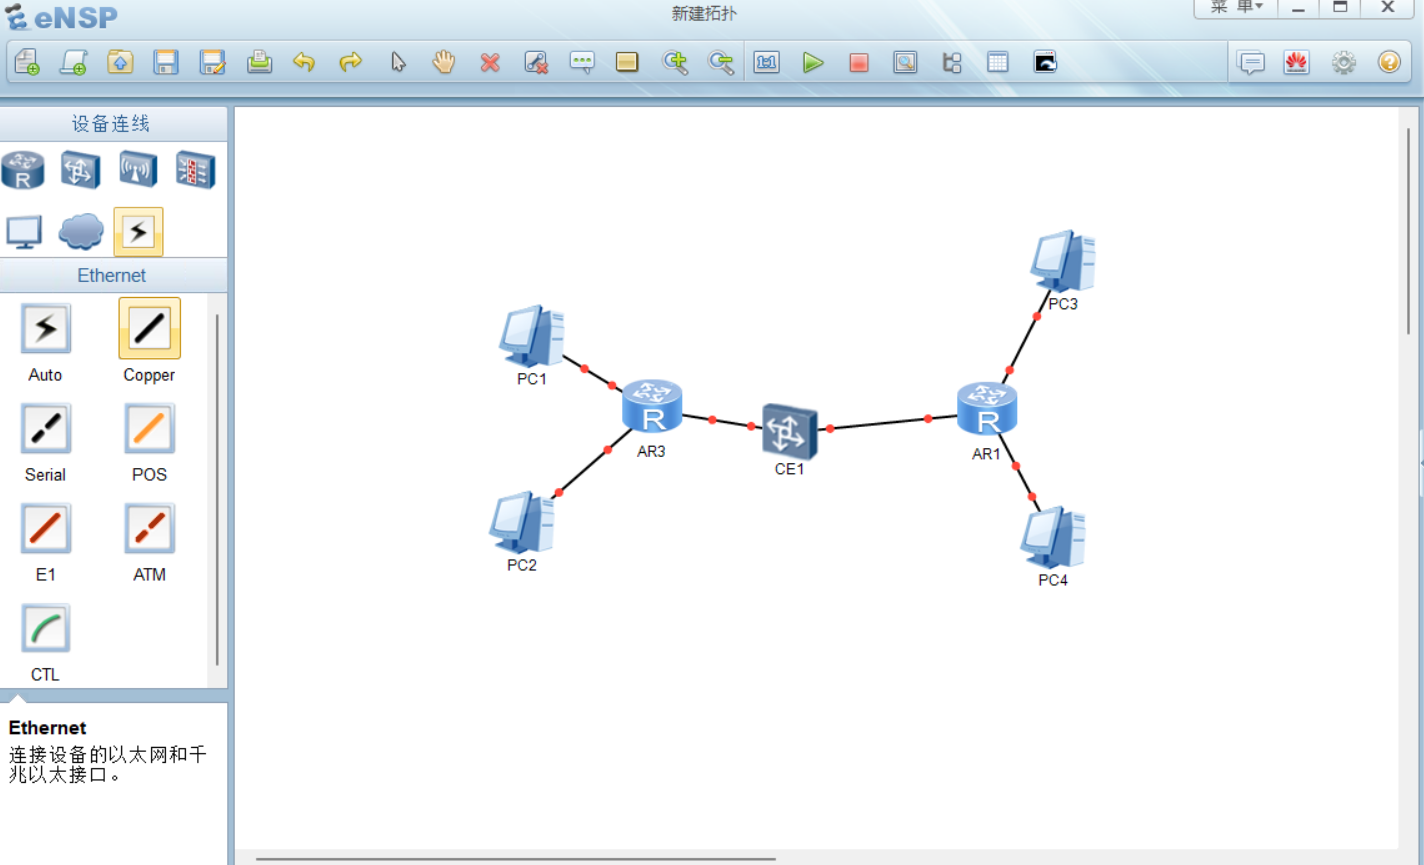 eNSP
新建拓扑
菜 单
1:1
设备连线
R
Ethernet
Auto
Copper
Serial
POS
E1
ATM
CTL
Ethernet
连接设备的以太网和千
兆以太接口。
PC3
PC1
R
AR3
CE1
R
AR1
PC2
PC4